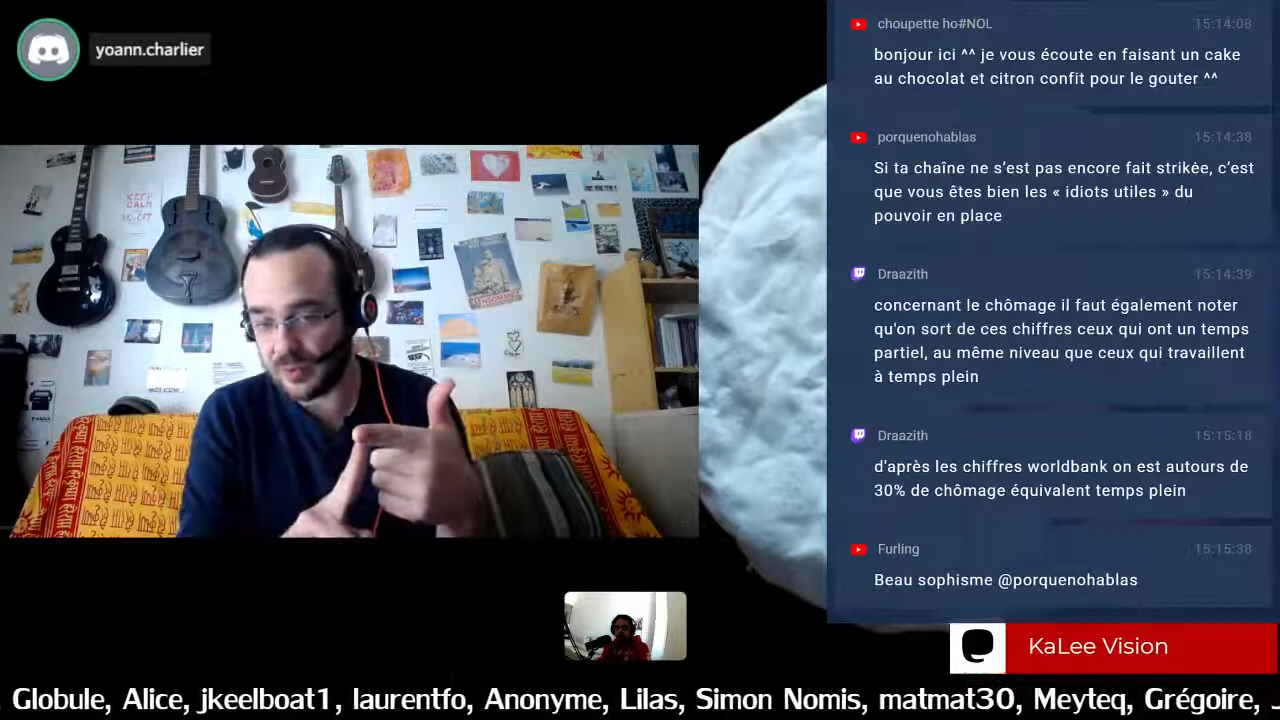 yoann.charlier
choupette ho#NOL 15:14:08
bonjour ici ^^ je vous écoute en faisant un cake
au chocolat et citron confit pour le gouter ^^
porquenohablas 15:14:38
Si ta chaîne ne s’est pas encore fait strikée, c’est
que vous êtes bien les « idiots utiles » du
pouvoir en place
Draazith 15:14:39
concernant le chômage il faut également noter
qu'on sort de ces chiffres ceux qui ont un temps
partiel, au même niveau que ceux qui travaillent
à temps plein
Draazith 15:15:18
d'après les chiffres worldbank on est autours de
30% de chômage équivalent temps plein
Furling 15:15:38
Beau sophisme @porquenohablas
KEEP
CALM
KaLee Vision
Globule, Alice, jkeelboat1, laurentfo, Anonyme, Lilas, Simon Nomis, matmat30, Meyteq, Grégoire,